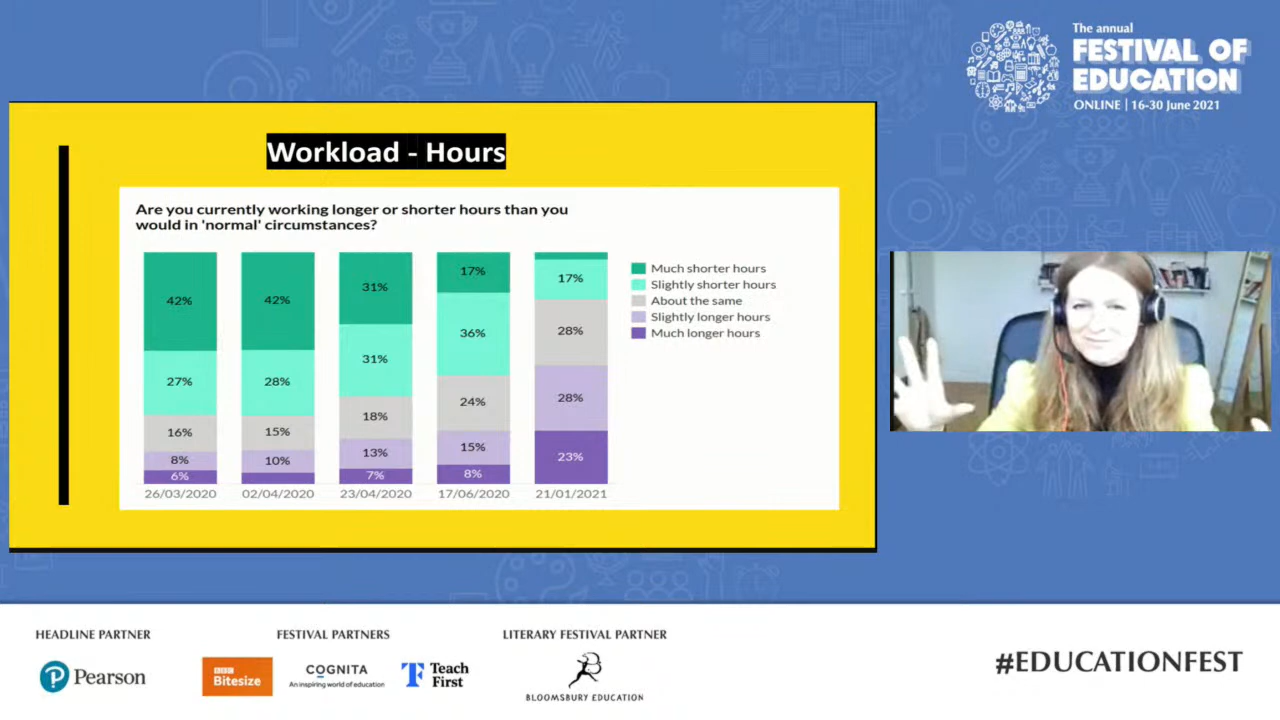 The annual
FESTIVAL OF
EDUCATION
ONLINE | 16-30 June 2021
Workload - Hours
Are you currently working longer or shorter hours than you
would in 'normal' circumstances?
42%
27%
16%
8%
6%
42%
28%
15%
10%
31%
31%
18%
13%
7%
17%
36%
24%
15%
8%
17%
28%
28%
23%
26/03/2020
02/04/2020
23/04/2020
17/06/2020
21/01/2021
Much shorter hours
Slightly shorter hours
About the same
Slightly longer hours
Much longer hours
HEADLINE PARTNER
Pearson
FESTIVAL PARTNERS
BBC
Bitesize
COGNITA
An inspiring world of education
Teach
First
LITERARY FESTIVAL PARTNER
BLOOMSBURY EDUCATION
#EDUCATIONFEST